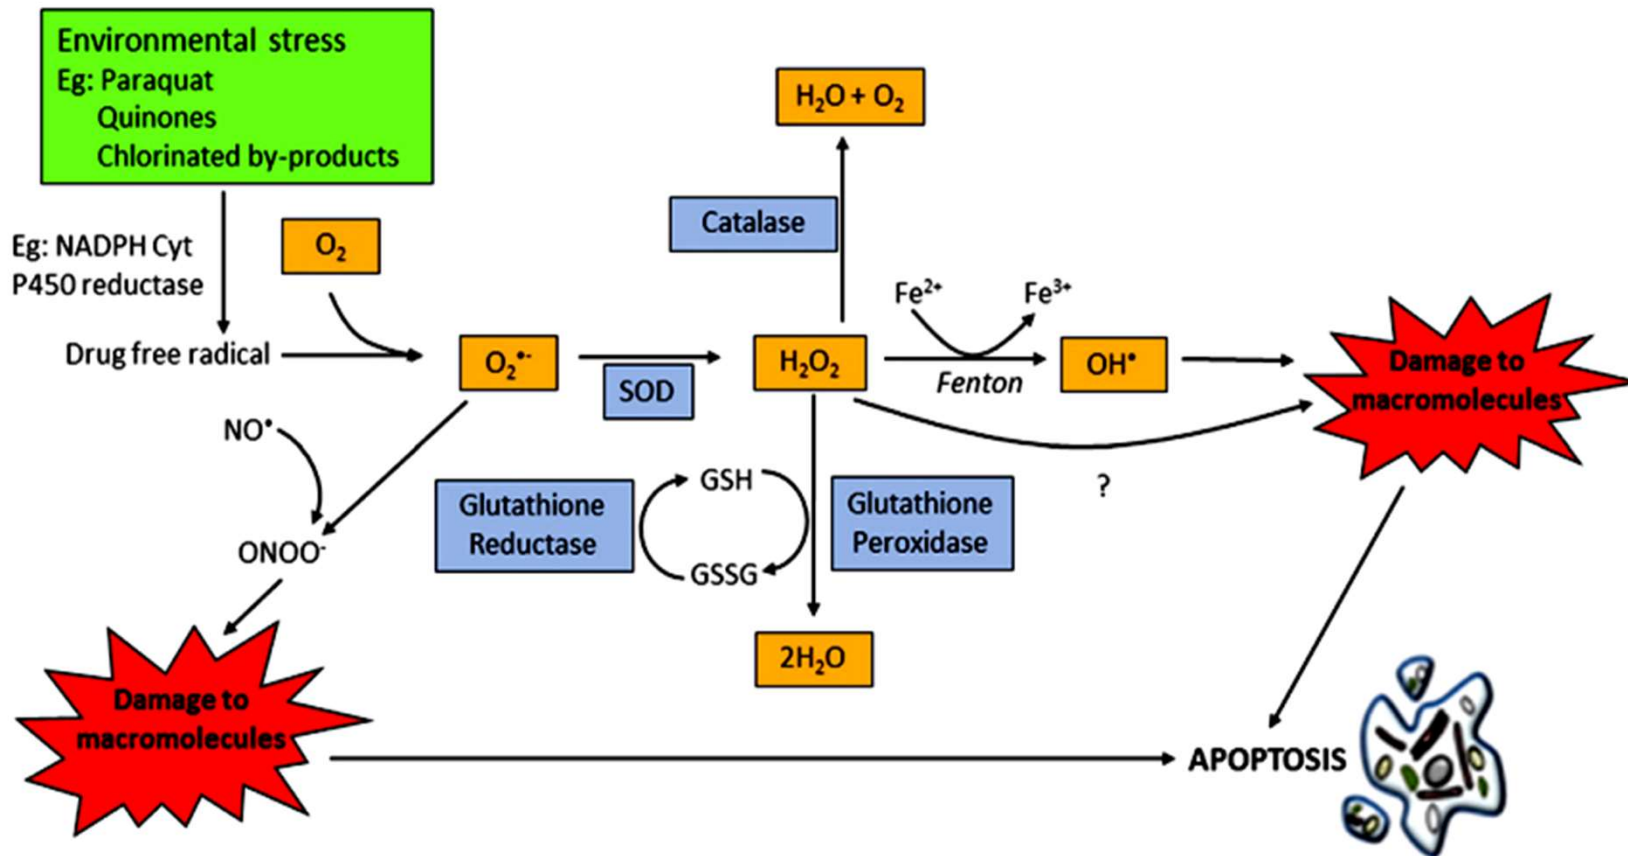 Environmental stress
Eg: Paraquat
Quinones
Chlorinated by-products
H₂O + O₂
Catalase
Eg: NADPH Cyt
P450 reductase
O₂
Fe²⁺
Fe³⁺
Drug free radical
O₂•-
SOD
H₂O₂
Fenton
OH•
Damage to
macromolecules
NO•
GSH
?
Glutathione
Reductase
Glutathione
Peroxidase
ONOO⁻
GSSG
2H₂O
Damage to
macromolecules
APOPTOSIS